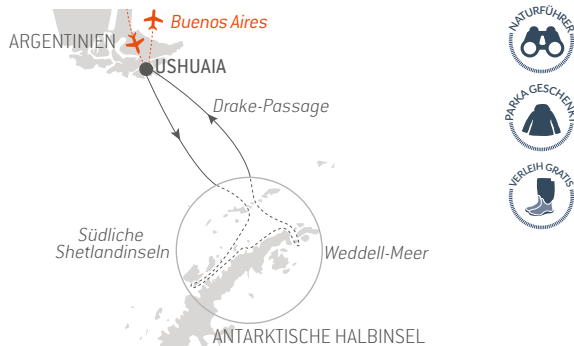 Buenos Aires
ARGENTINIEN
USHUAIA
Drake-Passage
Südliche
Shetlandinseln
Weddell-Meer
ANTARKTISCHE HALBINSEL
NATURFÜHRER
PARKA GESCHENKT
VERLEIH GRATIS